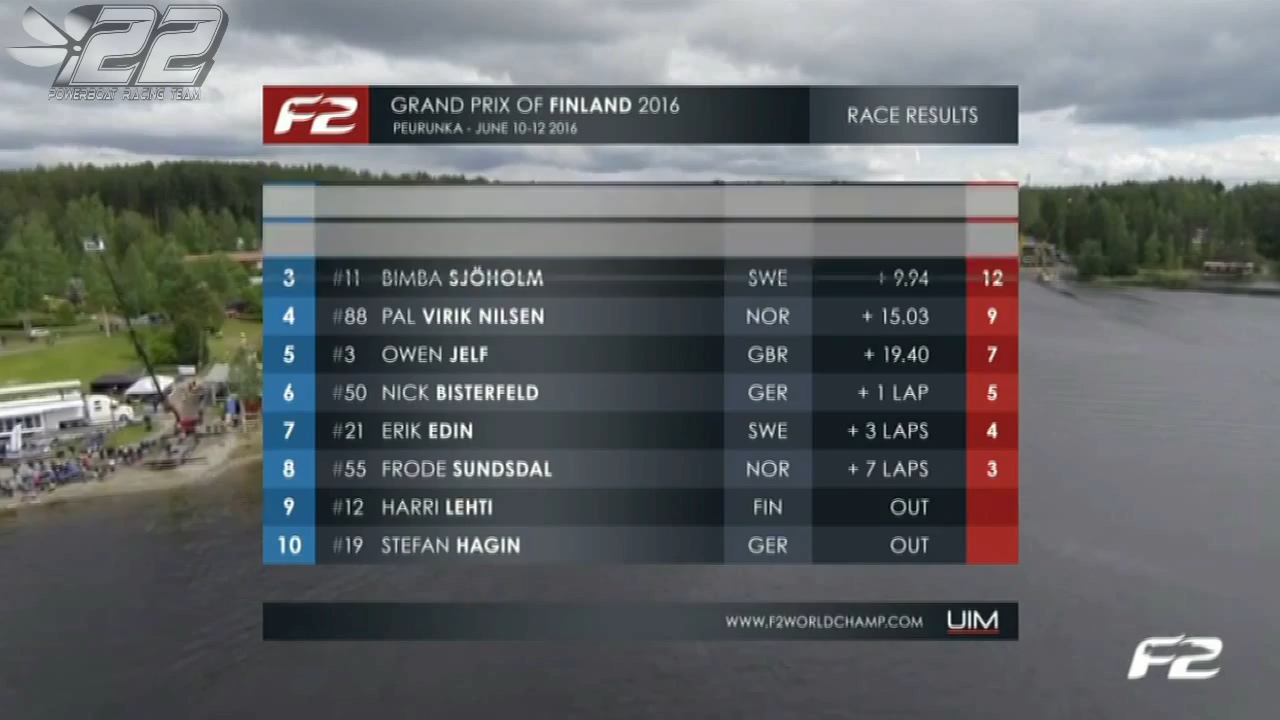 22
POWERBOAT RACING TEAM
F2
GRAND PRIX OF FINLAND 2016
PEURUNKA - JUNE 10-12 2016
RACE RESULTS
3 #11 BIMBA SJÖHOLM SWE + 9.94 12
4 #88 PAL VIRIK NILSEN NOR + 15.03 9
5 #3 OWEN JELF GBR + 19.40 7
6 #50 NICK BISTERFELD GER + 1 LAP 5
7 #21 ERIK EDIN SWE + 3 LAPS 4
8 #55 FRODE SUNDSDAL NOR + 7 LAPS 3
9 #12 HARRI LEHTI FIN OUT
10 #19 STEFAN HAGIN GER OUT
WWW.F2WORLDCHAMP.COM UIM
F2